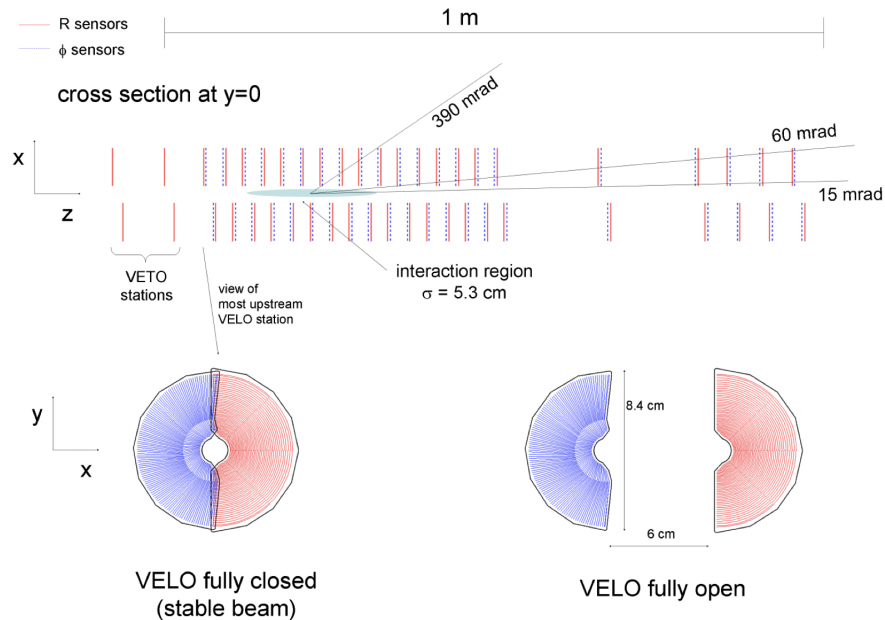 R sensors
ϕ sensors
1 m
cross section at y=0
390 mrad
60 mrad
15 mrad
x
z
VETO
stations
view of
most upstream
VELO station
interaction region
σ = 5.3 cm
y
x
8.4 cm
6 cm
VELO fully closed
(stable beam)
VELO fully open